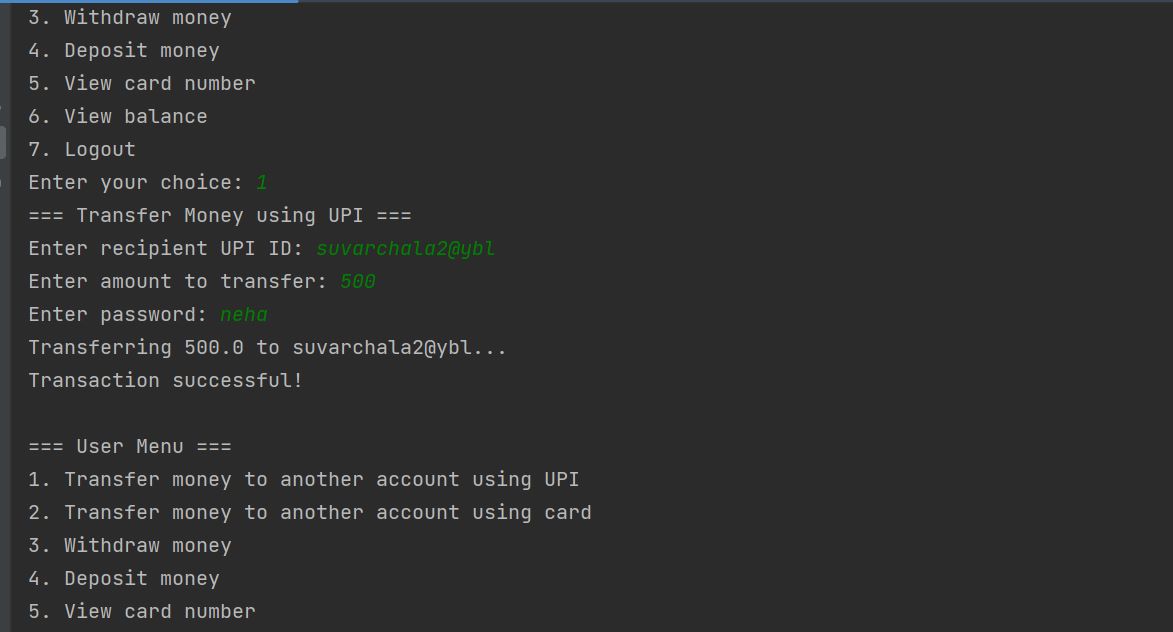 3. Withdraw money
4. Deposit money
5. View card number
6. View balance
7. Logout
Enter your choice: 1
=== Transfer Money using UPI ===
Enter recipient UPI ID: suvarchala2@ybl
Enter amount to transfer: 500
Enter password: neha
Transferring 500.0 to suvarchala2@ybl...
Transaction successful!

=== User Menu ===
1. Transfer money to another account using UPI
2. Transfer money to another account using card
3. Withdraw money
4. Deposit money
5. View card number